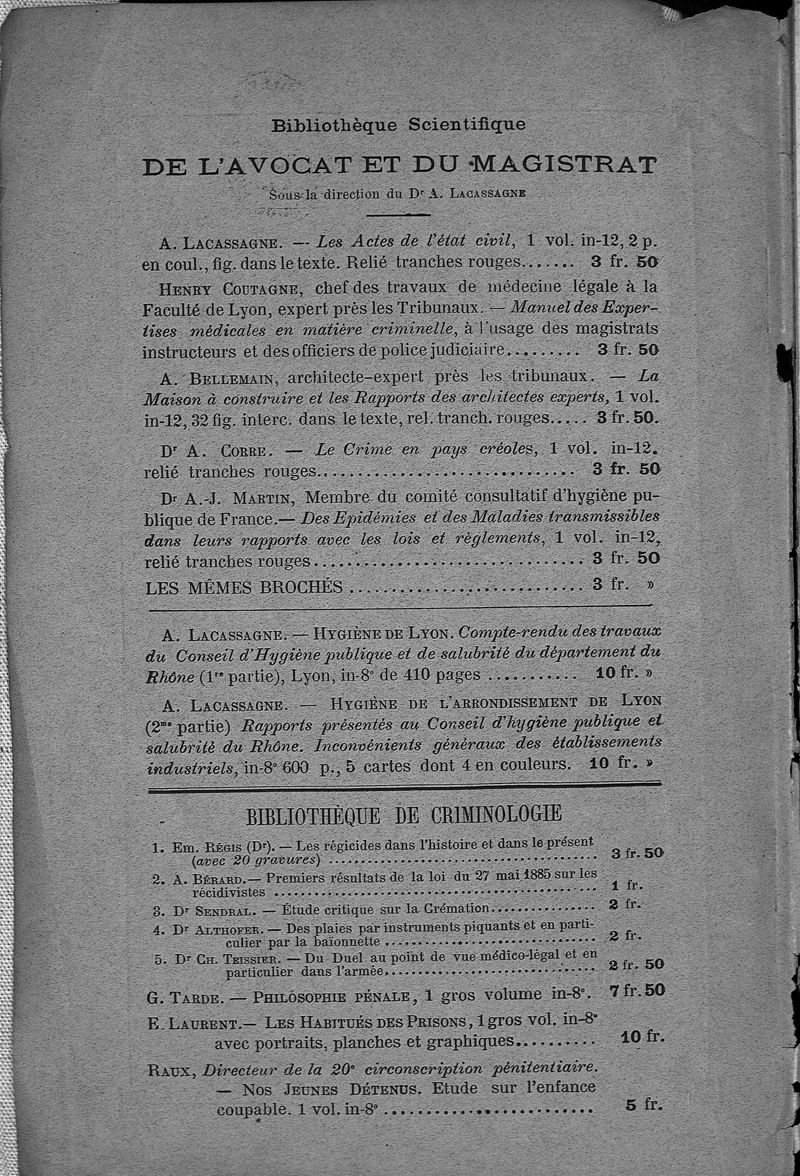 Bibliothèque Scientifique
DE L'AVOCAT ET DU MAGISTRAT
Sous la direction du Dr A. LACASSAGNE
A. LACASSAGNE. — Les Actes de l'état civil, 1 vol. in-12, 2 p.
en coul., fig. dans le texte. Relié tranches rouges....... 3 fr. 50
HENRY COUTAGNE, chef des travaux de médecine légale à la
Faculté de Lyon, expert près les Tribunaux. — Manuel des Exper-
tises médicales en matière criminelle, à l'usage des magistrats
instructeurs et des officiers de police judiciaire.......... 3 fr. 50
A. BELLEMAIN, architecte-expert près les tribunaux. — La
Maison à construire et les Rapports des architectes experts, 1 vol.
in-12, 32 fig. interc. dans le texte, rel. tranch. rouges..... 3 fr. 50.
Dr A. CORRE. — Le Crime en pays créoles, 1 vol. in-12.
relié tranches rouges.............................. 3 fr. 50
Dr A.-J. MARTIN, Membre du comité consultatif d'hygiène pu-
blique de France.— Des Epidémies et des Maladies transmissibles
dans leurs rapports avec les lois et règlements, 1 vol. in-12,
relié tranches rouges............................... 3 fr. 50
LES MÊMES BROCHÉS ........................... 3 fr. »
A. LACASSAGNE. — HYGIÈNE DE LYON. Compte-rendu des travaux
du Conseil d'Hygiène publique et de salubrité du département du
Rhône (1re partie), Lyon, in-8° de 410 pages ........... 10 fr. »
A. LACASSAGNE. — HYGIÈNE DE L'ARRONDISSEMENT DE LYON
(2me partie) Rapports présentés au Conseil d'hygiène publique et
salubrité du Rhône. Inconvénients généraux des établissements
industriels, in-8° 600 p., 5 cartes dont 4 en couleurs. 10 fr. »
BIBLIOTHÈQUE DE CRIMINOLOGIE
1. EM. RÉGIS (Dr). — Les régicides dans l'histoire et dans le présent
(avec 20 gravures) .................................... 3 fr. 50
2. A. BÉRARD.— Premiers résultats de la loi du 27 mai 1885 sur les
récidivistes ............................................ 1 fr.
3. Dr SENDRAL. — Étude critique sur la Crémation................ 2 fr.
4. Dr ALTHOFER. — Des plaies par instruments piquants et en parti-
culier par la baïonnette ................................ 2 fr.
5. Dr CH. TEISSIER. — Du Duel au point de vue médico-légal et en
particulier dans l'armée................................ 2 fr. 50
G. TARDE. — PHILOSOPHIE PÉNALE, 1 gros volume in-8°. 7 fr. 50
E. LAURENT.— LES HABITUÉS DES PRISONS, 1 gros vol. in-8°
avec portraits, planches et graphiques.......... 10 fr.
RAUX, Directeur de la 20e circonscription pénitentiaire.
— NOS JEUNES DÉTENUS. Etude sur l'enfance
coupable. 1 vol. in-8° ........................ 5 fr.